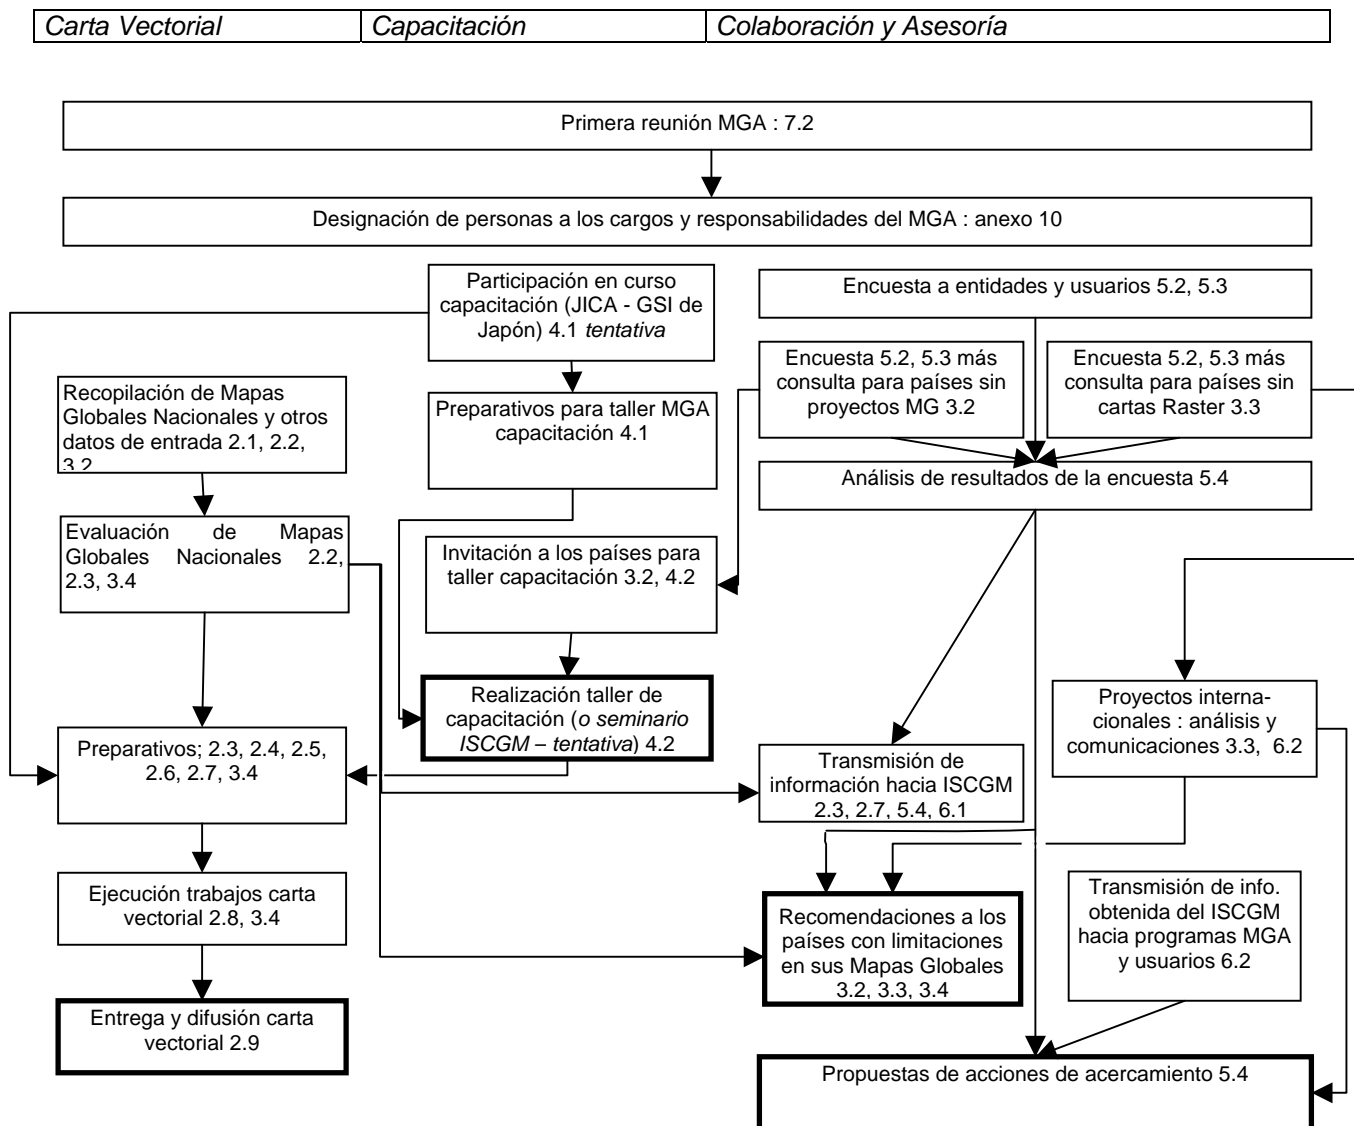 Carta Vectorial
Capacitación
Colaboración y Asesoría
Primera reunión MGA : 7.2
Designación de personas a los cargos y responsabilidades del MGA : anexo 10
Participación en curso
capacitación (JICA - GSI de
Japón) 4.1 tentativa
Encuesta a entidades y usuarios 5.2, 5.3
Encuesta 5.2, 5.3 más
consulta para países sin
proyectos MG 3.2
Encuesta 5.2, 5.3 más
consulta para países sin
cartas Raster 3.3
Recopilación de Mapas
Globales Nacionales y otros
datos de entrada 2.1, 2.2,
3.2
Preparativos para taller MGA
capacitación 4.1
Análisis de resultados de la encuesta 5.4
Evaluación de Mapas
Globales Nacionales 2.2,
2.3, 3.4
Invitación a los países para
taller capacitación 3.2, 4.2
Realización taller de
capacitación (o seminario
ISCGM – tentativa) 4.2
Proyectos interna-
cionales : análisis y
comunicaciones 3.3, 6.2
Preparativos; 2.3, 2.4, 2.5,
2.6, 2.7, 3.4
Transmisión de
información hacia ISCGM
2.3, 2.7, 5.4, 6.1
Ejecución trabajos carta
vectorial 2.8, 3.4
Recomendaciones a los
países con limitaciones
en sus Mapas Globales
3.2, 3.3, 3.4
Transmisión de info.
obtenida del ISCGM
hacia programas MGA
y usuarios 6.2
Entrega y difusión carta
vectorial 2.9
Propuestas de acciones de acercamiento 5.4